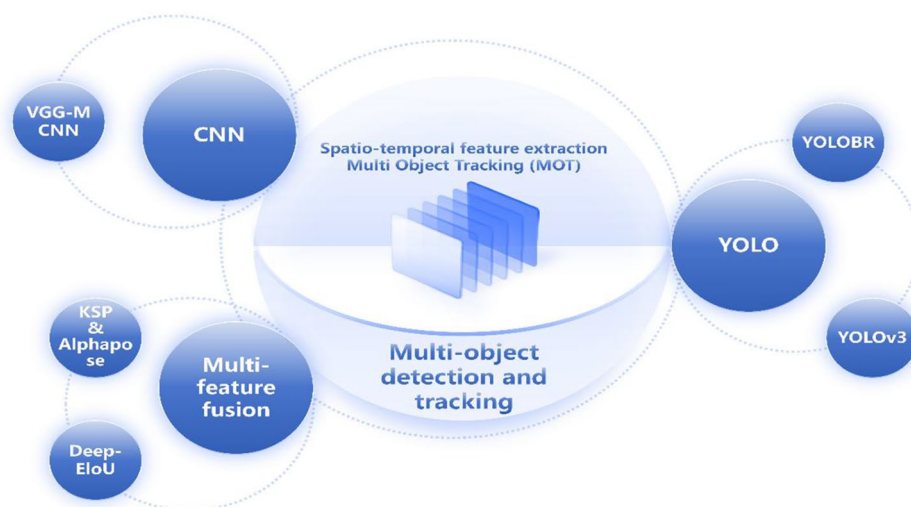 VGG-M
CNN
CNN
Spatio-temporal feature extraction
Multi Object Tracking (MOT)
YOLOBR
YOLO
YOLOv3
KSP
&
Alphapo
se
Multi-
feature
fusion
Deep-
EIoU
Multi-object
detection and
tracking